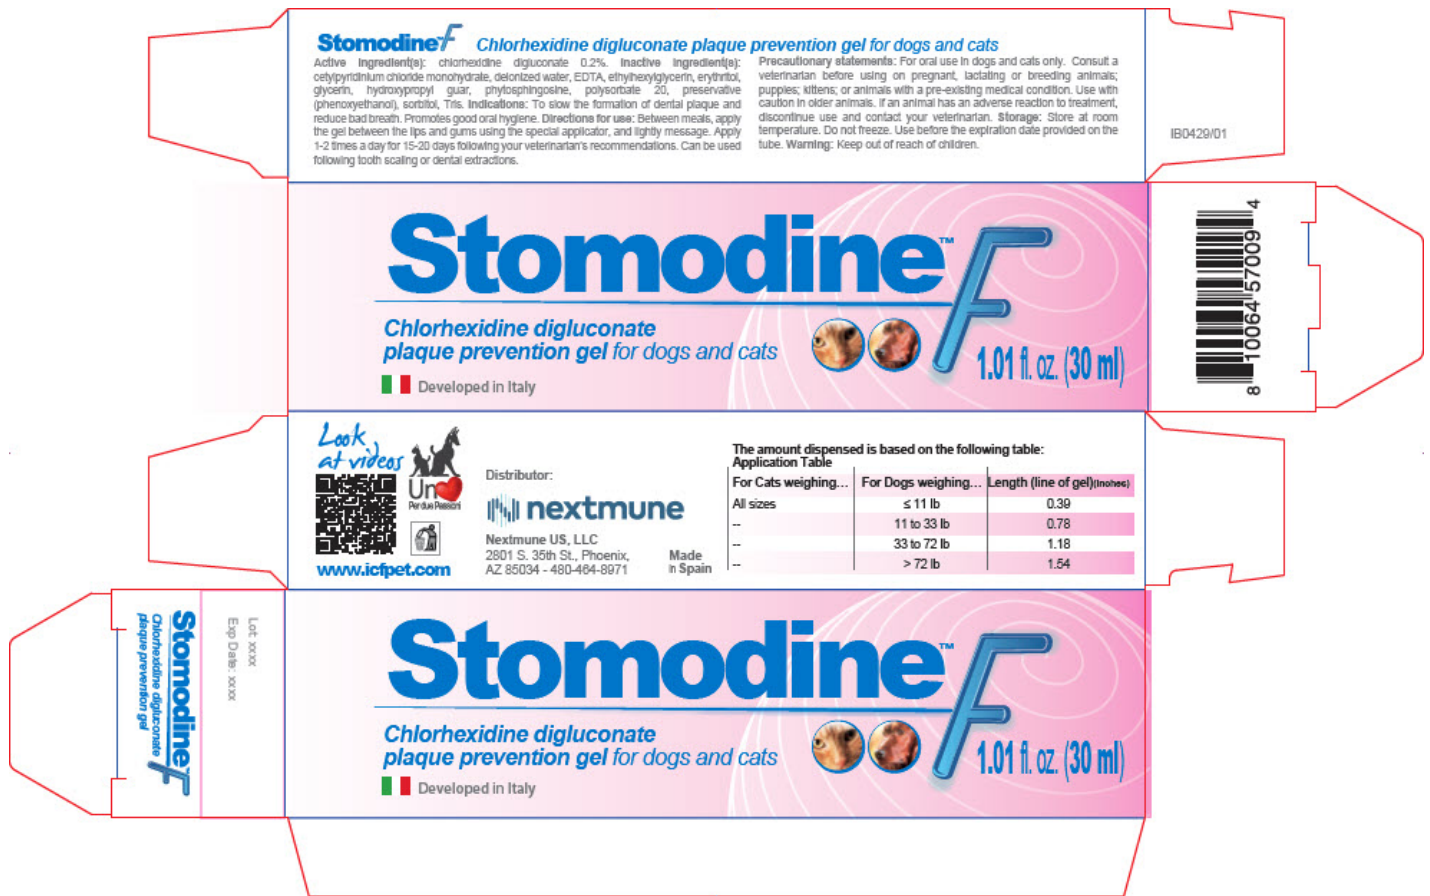 Stomodine™F Chlorhexidine digluconate plaque prevention gel for dogs and cats
Active ingredient(s): chlorhexidine digluconate 0.2%. Inactive ingredient(s):
cetylpyridinium chloride monohydrate, deionized water, EDTA, ethylhexylglycerin, erythritol,
glycerin, hydroxypropyl guar, phytosphingosine, polysorbate 20, preservative
(phenoxyethanol), sorbitol, Tris. Indications: To slow the formation of dental plaque and
reduce bad breath. Promotes good oral hygiene. Directions for use: Between meals, apply
the gel between the lips and gums using the special applicator, and lightly message. Apply
1-2 times a day for 15-20 days following your veterinarian's recommendations. Can be used
following tooth scaling or dental extractions.
Precautionary statements: For oral use in dogs and cats only. Consult a
veterinarian before using on pregnant, lactating or breeding animals;
puppies; kittens; or animals with a pre-existing medical condition. Use with
caution in older animals. If an animal has an adverse reaction to treatment,
discontinue use and contact your veterinarian. Storage: Store at room
temperature. Do not freeze. Use before the expiration date provided on the
tube. Warning: Keep out of reach of children.
IB0429/01
Stomodine™ F
Chlorhexidine digluconate
plaque prevention gel for dogs and cats
1.01 fl. oz. (30 ml)
Developed in Italy
8 10064 57009 4
Look
at videos
Uno
Per due Passioni
www.icfpet.com
Distributor:
nextmune
Nextmune US, LLC
2801 S. 35th St., Phoenix,
AZ 85034 - 480-464-8971
Made
in Spain
The amount dispensed is based on the following table:
Application Table
For Cats weighing... For Dogs weighing... Length (line of gel)(inches)
All sizes ≤ 11 lb 0.39
-- 11 to 33 lb 0.78
-- 33 to 72 lb 1.18
-- > 72 lb 1.54
Stomodine™ F
Chlorhexidine digluconate
plaque prevention gel
Lot: xxxx
Exp Date: xxxx
Stomodine™ F
Chlorhexidine digluconate
plaque prevention gel for dogs and cats
1.01 fl. oz. (30 ml)
Developed in Italy